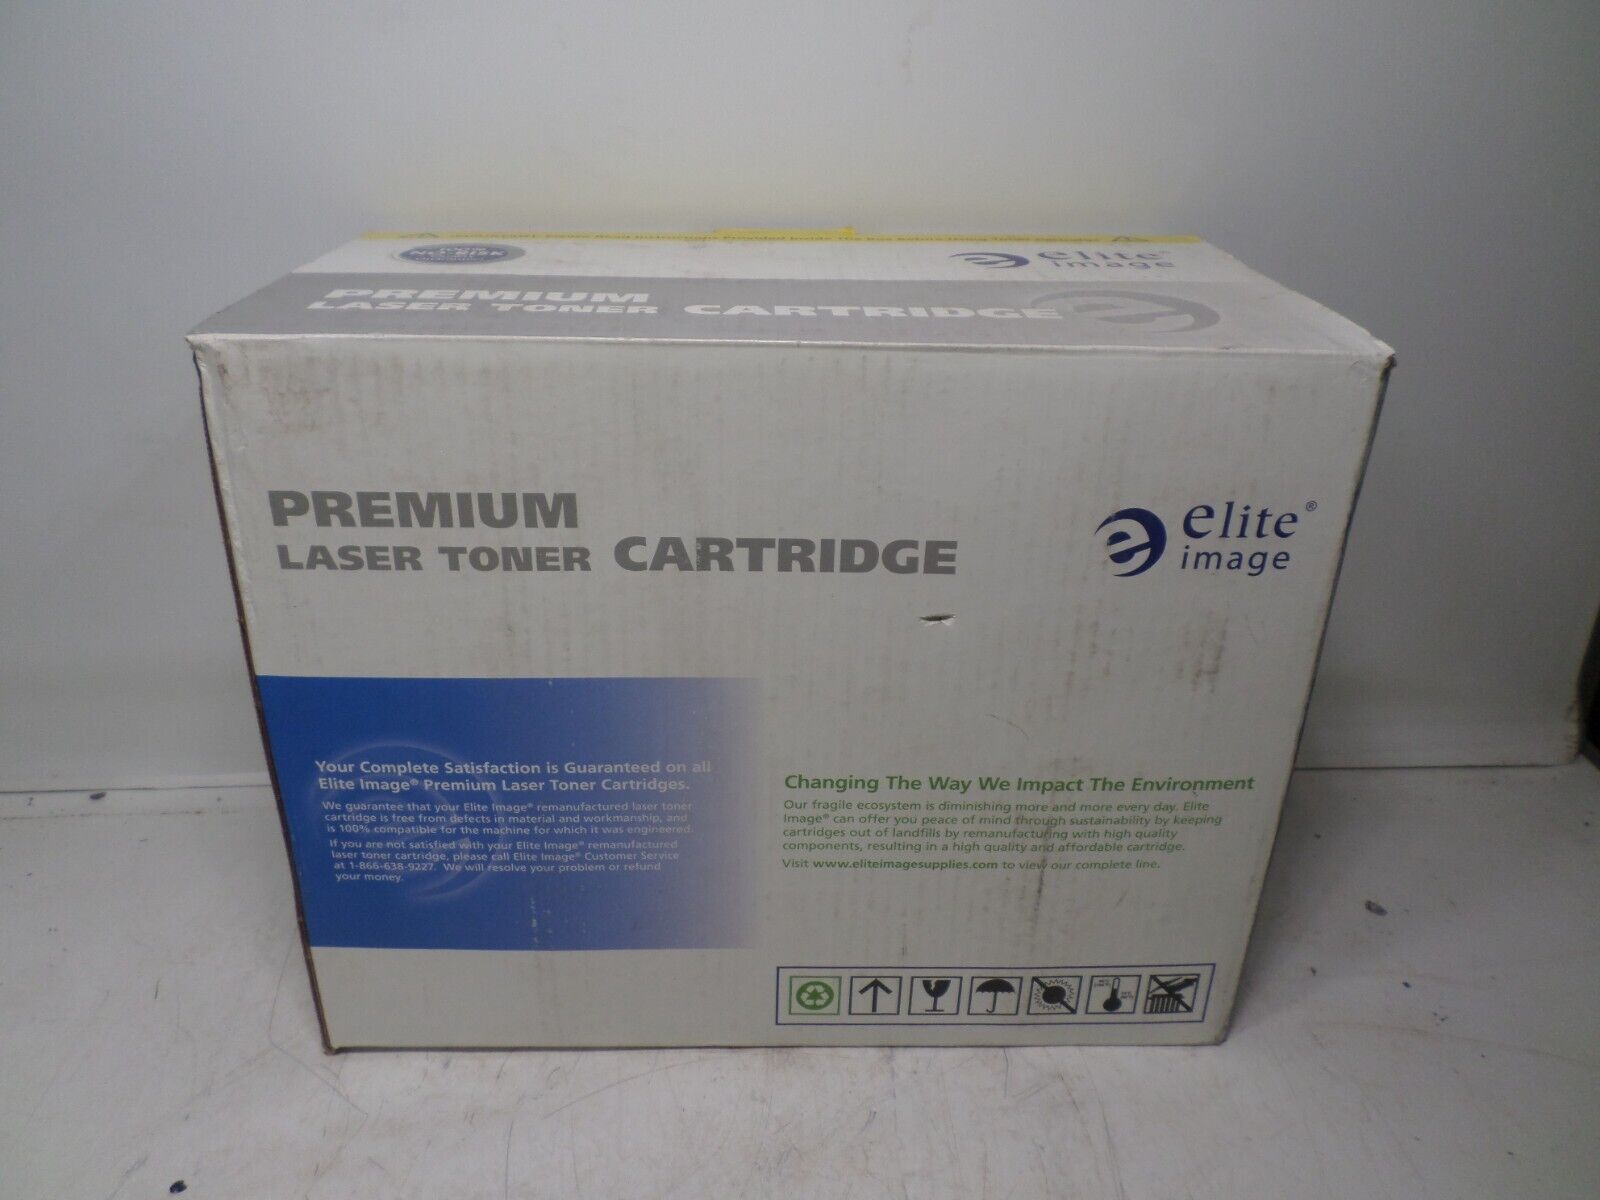 100%
NO-RISK
elite
image
PREMIUM
LASER TONER CARTRIDGE
PREMIUM
LASER TONER CARTRIDGE
elite®
image
Your Complete Satisfaction is Guaranteed on all
Elite Image® Premium Laser Toner Cartridges.
We guarantee that your Elite Image® remanufactured laser toner
cartridge is free from defects in material and workmanship, and
is 100% compatible for the machine for which it was engineered.
If you are not satisfied with your Elite Image® remanufactured
laser toner cartridge, please call Elite Image® Customer Service
at 1-866-638-9227. We will resolve your problem or refund
your money.
Changing The Way We Impact The Environment
Our fragile ecosystem is diminishing more and more every day. Elite
Image® can offer you peace of mind through sustainability by keeping
cartridges out of landfills by remanufacturing with high quality
components, resulting in a high quality and affordable cartridge.
Visit www.eliteimagesupplies.com to view our complete line.